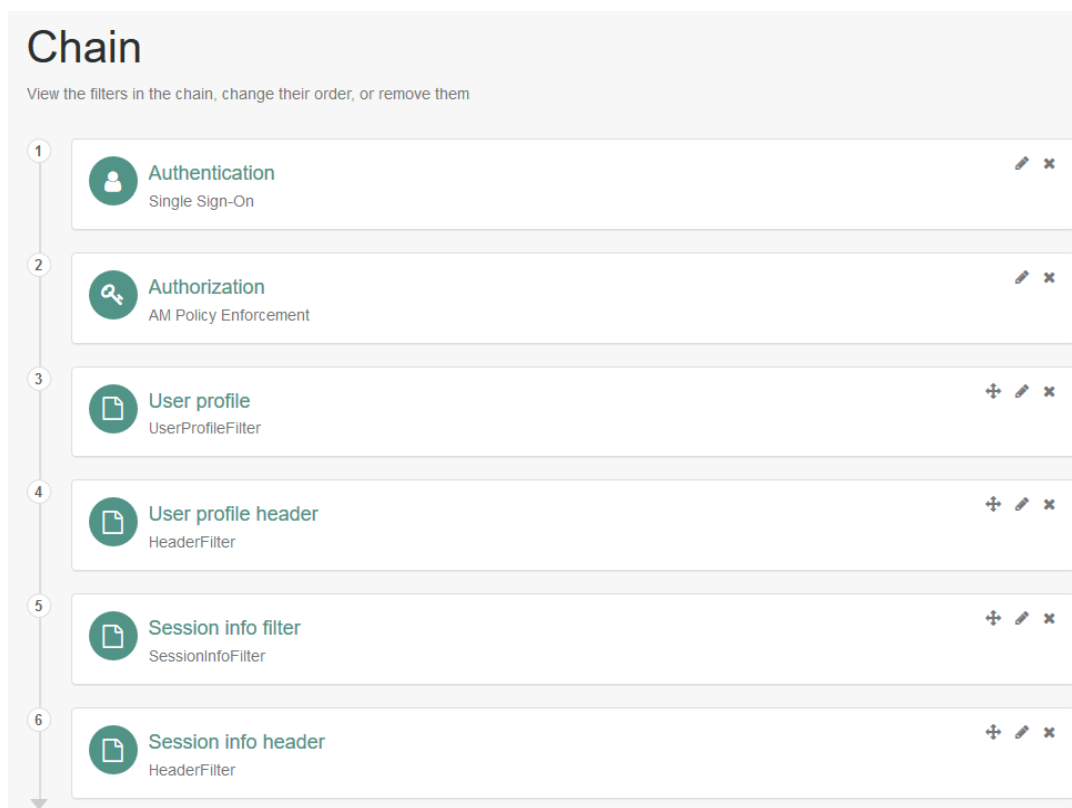 Chain
View the filters in the chain, change their order, or remove them
1
Authentication
Single Sign-On
2
Authorization
AM Policy Enforcement
3
User profile
UserProfileFilter
4
User profile header
HeaderFilter
5
Session info filter
SessionInfoFilter
6
Session info header
HeaderFilter